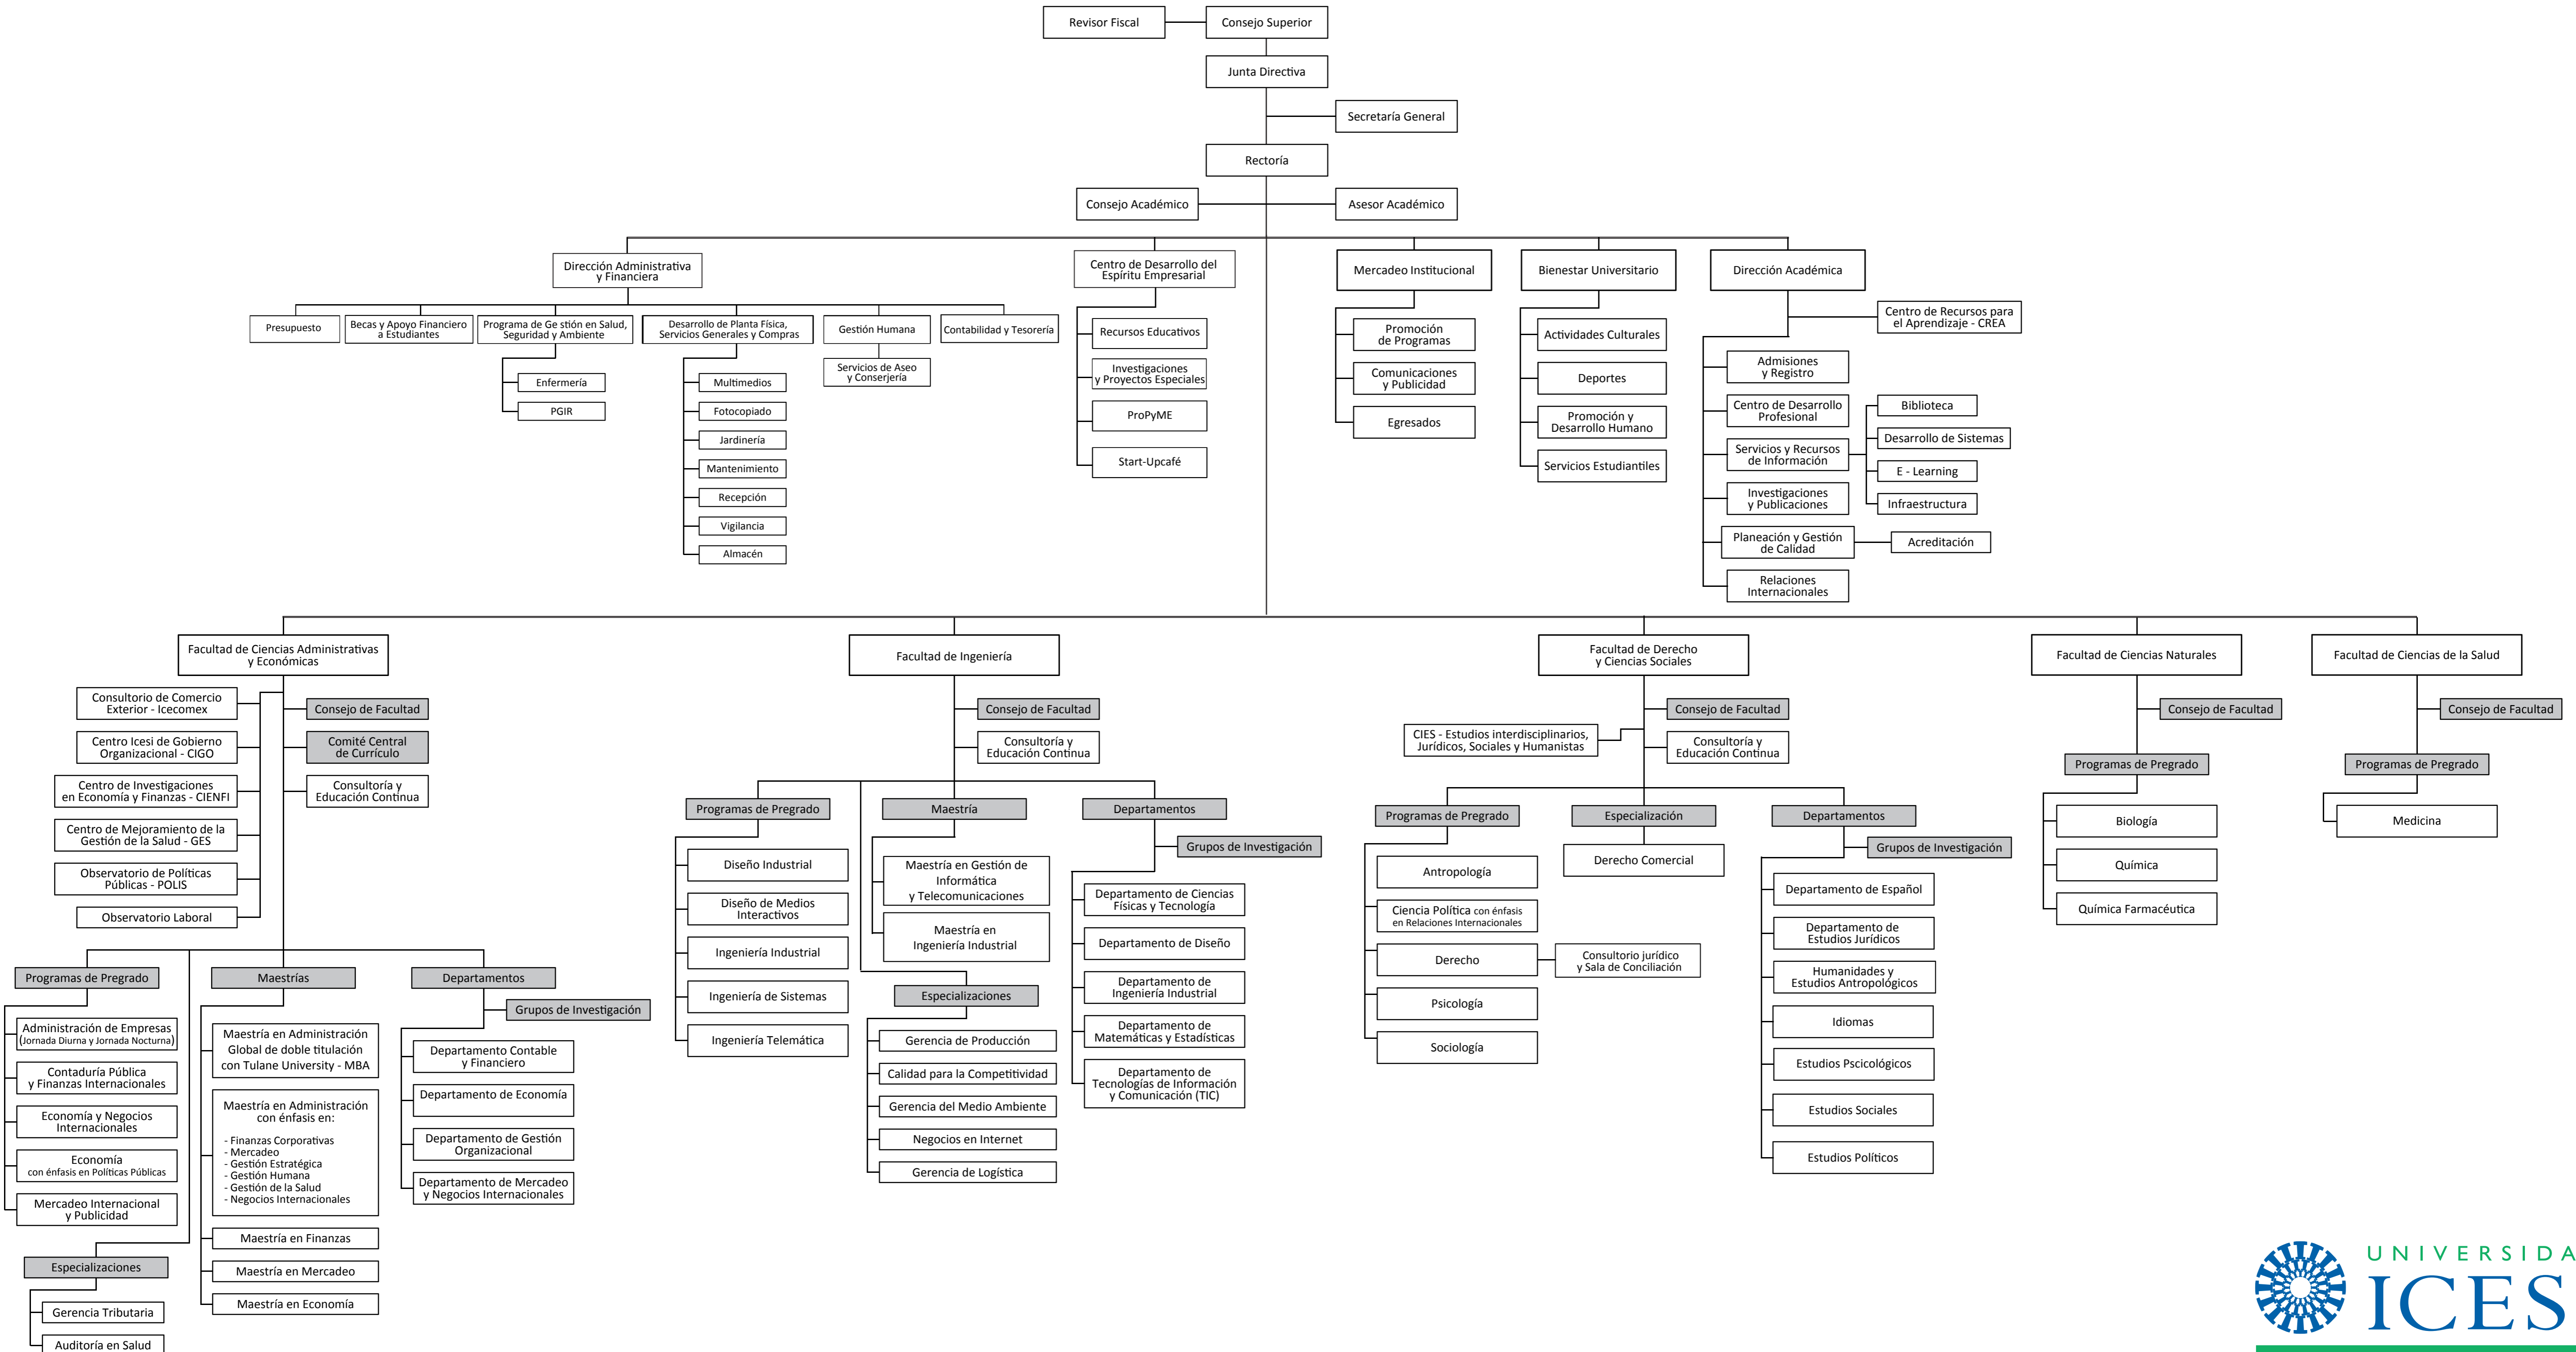 Revisor Fiscal
Consejo Superior
Junta Directiva
Secretaría General
Rectoría
Consejo Académico
Asesor Académico
Dirección Administrativa
y Financiera
Centro de Desarrollo del
Espíritu Empresarial
Mercadeo Institucional
Bienestar Universitario
Dirección Académica
Presupuesto
Becas y Apoyo Financiero
a Estudiantes
Programa de Ge stión en Salud,
Seguridad y Ambiente
Desarrollo de Planta Física,
Servicios Generales y Compras
Gestión Humana
Contabilidad y Tesorería
Enfermería
PGIR
Multimedios
Fotocopiado
Jardinería
Mantenimiento
Recepción
Vigilancia
Almacén
Servicios de Aseo
y Conserjería
Recursos Educativos
Investigaciones
y Proyectos Especiales
ProPyME
Start-Upcafé
Promoción
de Programas
Comunicaciones
y Publicidad
Egresados
Actividades Culturales
Deportes
Promoción y
Desarrollo Humano
Servicios Estudiantiles
Centro de Recursos para
el Aprendizaje - CREA
Admisiones
y Registro
Centro de Desarrollo
Profesional
Servicios y Recursos
de Información
Biblioteca
Desarrollo de Sistemas
E - Learning
Infraestructura
Investigaciones
y Publicaciones
Planeación y Gestión
de Calidad
Acreditación
Relaciones
Internacionales
Facultad de Ciencias Administrativas
y Económicas
Consultorio de Comercio
Exterior - Icecomex
Centro Icesi de Gobierno
Organizacional - CIGO
Centro de Investigaciones
en Economía y Finanzas - CIENFI
Centro de Mejoramiento de la
Gestión de la Salud - GES
Observatorio de Políticas
Públicas - POLIS
Observatorio Laboral
Consejo de Facultad
Comité Central
de Currículo
Consultoría y
Educación Continua
Programas de Pregrado
Administración de Empresas
(Jornada Diurna y Jornada Nocturna)
Contaduría Pública
y Finanzas Internacionales
Economía y Negocios
Internacionales
Economía
con énfasis en Políticas Públicas
Mercadeo Internacional
y Publicidad
Especializaciones
Gerencia Tributaria
Auditoría en Salud
Maestrías
Maestría en Administración
Global de doble titulación
con Tulane University - MBA
Maestría en Administración
con énfasis en:
- Finanzas Corporativas
- Mercadeo
- Gestión Estratégica
- Gestión Humana
- Gestión de la Salud
- Negocios Internacionales
Maestría en Finanzas
Maestría en Mercadeo
Maestría en Economía
Departamentos
Grupos de Investigación
Departamento Contable
y Financiero
Departamento de Economía
Departamento de Gestión
Organizacional
Departamento de Mercadeo
y Negocios Internacionales
Facultad de Ingeniería
Consejo de Facultad
Consultoría y
Educación Continua
Programas de Pregrado
Diseño Industrial
Diseño de Medios
Interactivos
Ingeniería Industrial
Ingeniería de Sistemas
Ingeniería Telemática
Maestría
Maestría en Gestión de
Informática
y Telecomunicaciones
Maestría en
Ingeniería Industrial
Especializaciones
Gerencia de Producción
Calidad para la Competitividad
Gerencia del Medio Ambiente
Negocios en Internet
Gerencia de Logística
Departamentos
Grupos de Investigación
Departamento de Ciencias
Físicas y Tecnología
Departamento de Diseño
Departamento de
Ingeniería Industrial
Departamento de
Matemáticas y Estadísticas
Departamento de
Tecnologías de Información
y Comunicación (TIC)
Facultad de Derecho
y Ciencias Sociales
Consejo de Facultad
CIES - Estudios interdisciplinarios,
Jurídicos, Sociales y Humanistas
Consultoría y
Educación Continua
Programas de Pregrado
Antropología
Ciencia Política con énfasis
en Relaciones Internacionales
Derecho
Consultorio jurídico
y Sala de Conciliación
Psicología
Sociología
Especialización
Derecho Comercial
Departamentos
Grupos de Investigación
Departamento de Español
Departamento de
Estudios Jurídicos
Humanidades y
Estudios Antropológicos
Idiomas
Estudios Pscicológicos
Estudios Sociales
Estudios Políticos
Facultad de Ciencias Naturales
Consejo de Facultad
Programas de Pregrado
Biología
Química
Química Farmacéutica
Facultad de Ciencias de la Salud
Consejo de Facultad
Programas de Pregrado
Medicina
UNIVERSIDA
ICES